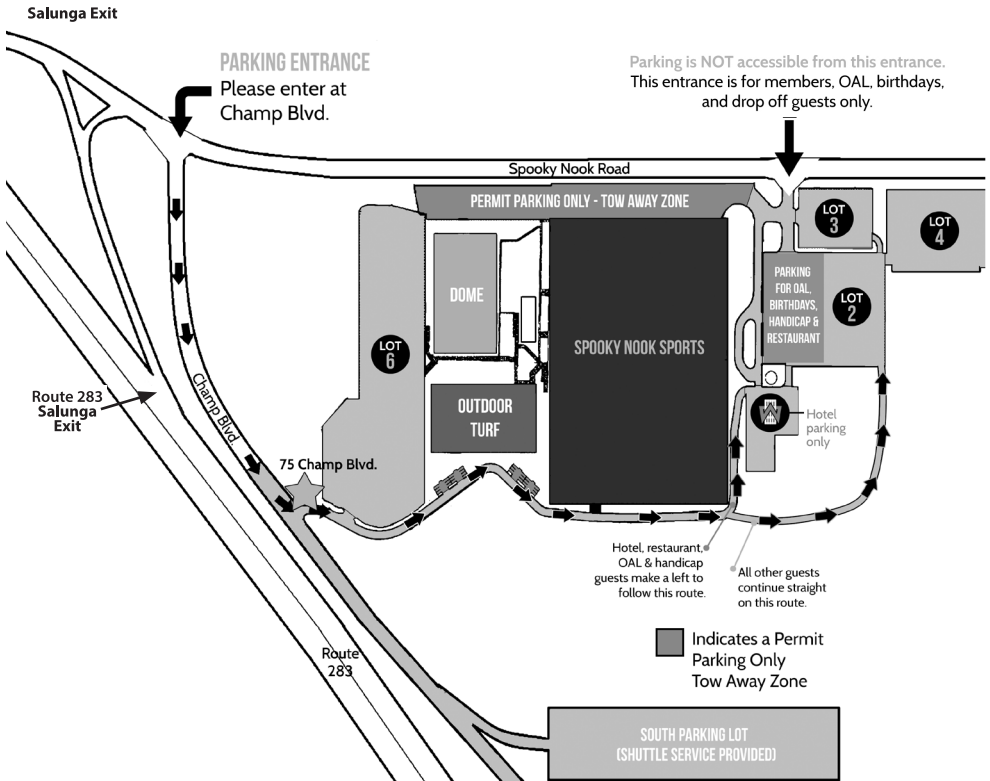 Salunga Exit
PARKING ENTRANCE
Please enter at
Champ Blvd.
Parking is NOT accessible from this entrance.
This entrance is for members, OAL, birthdays,
and drop off guests only.
Spooky Nook Road
PERMIT PARKING ONLY - TOW AWAY ZONE
LOT
3
LOT
4
DOME
PARKING
FOR OAL,
BIRTHDAYS,
HANDICAP &
RESTAURANT
LOT
2
LOT
6
SPOOKY NOOK SPORTS
Route 283
Salunga
Exit
Champ Blvd.
OUTDOOR
TURF
Hotel
parking
only
75 Champ Blvd.
Hotel, restaurant,
OAL & handicap
guests make a left to
follow this route.
All other guests
continue straight
on this route.
Indicates a Permit
Parking Only
Tow Away Zone
Route
283
SOUTH PARKING LOT
(SHUTTLE SERVICE PROVIDED)